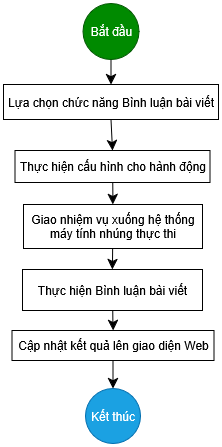 Bắt đầu
Lựa chọn chức năng Bình luận bài viết
Thực hiện cấu hình cho hành động
Giao nhiệm vụ xuống hệ thống
máy tính nhúng thực thi
Thực hiện Bình luận bài viết
Cập nhật kết quả lên giao diện Web
Kết thúc